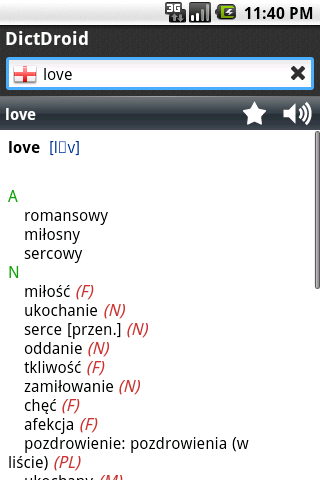 3G
11:40 PM
DictDroid
love
love
love [l▯v]
A
romansowy
miłosny
sercowy
N
miłość (F)
ukochanie (N)
serce [przen.] (N)
oddanie (N)
tkliwość (F)
zamiłowanie (N)
chęć (F)
afekcja (F)
pozdrowienie: pozdrowienia (w
liście) (PL)
ukochany (M)